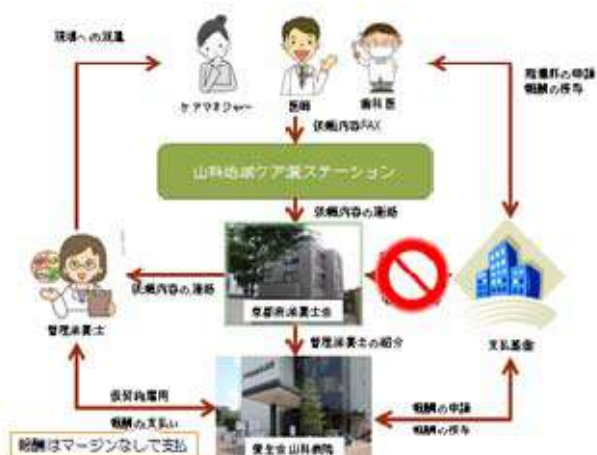 現場への派遣
ケアマネジャー
医師
歯科医
指導料の申請
報酬の授与
依頼内容FAX
山科地域ケア薬ステーション
依頼内容の連絡
依頼内容の連絡
京都府栄養士会
管理栄養士
支払基金
管理栄養士の紹介
仮契約雇用
報酬の支払い
報酬の申請
報酬の授与
報酬はマージンなしで支払
愛生会山科病院